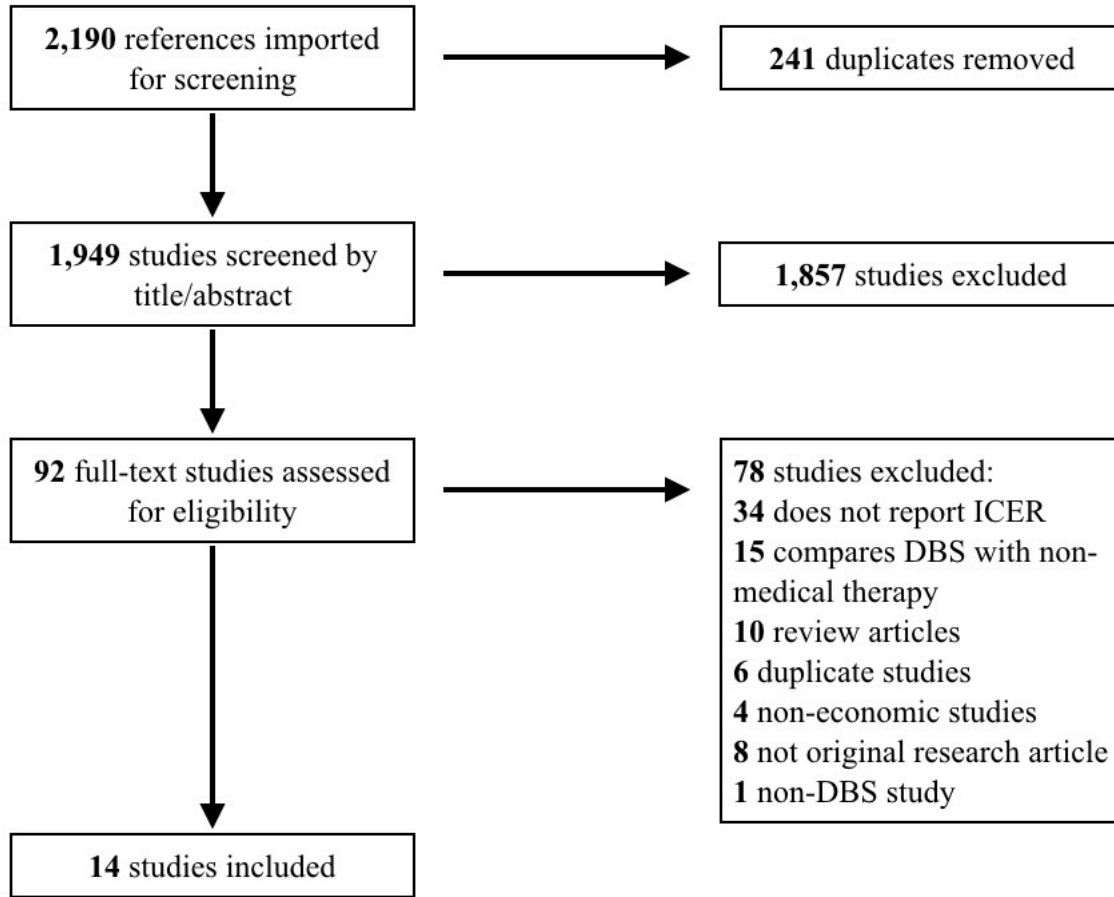 2,190 references imported
for screening
241 duplicates removed
1,949 studies screened by
title/abstract
1,857 studies excluded
92 full-text studies assessed
for eligibility
78 studies excluded:
34 does not report ICER
15 compares DBS with non-
medical therapy
10 review articles
6 duplicate studies
4 non-economic studies
8 not original research article
1 non-DBS study
14 studies included